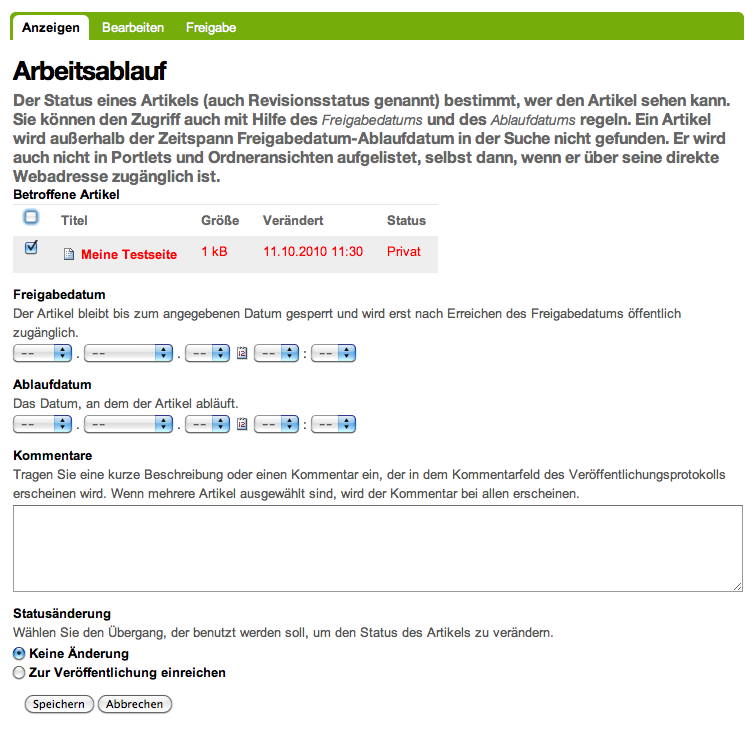 Anzeigen Bearbeiten Freigabe
Arbeitsablauf
Der Status eines Artikels (auch Revisionsstatus genannt) bestimmt, wer den Artikel sehen kann.
Sie können den Zugriff auch mit Hilfe des Freigabedatums und des Ablaufdatums regeln. Ein Artikel
wird außerhalb der Zeitspann Freigabedatum-Ablaufdatum in der Suche nicht gefunden. Er wird
auch nicht in Portlets und Ordneransichten aufgelistet, selbst dann, wenn er über seine direkte
Webadresse zugänglich ist.
Betroffene Artikel
Titel Größe Verändert Status
Meine Testseite 1 kB 11.10.2010 11:30 Privat
Freigabedatum
Der Artikel bleibt bis zum angegebenen Datum gesperrt und wird erst nach Erreichen des Freigabedatums öffentlich
zugänglich.
-- . -- . -- 12 -- : --
Ablaufdatum
Das Datum, an dem der Artikel abläuft.
-- . -- . -- 12 -- : --
Kommentare
Tragen Sie eine kurze Beschreibung oder einen Kommentar ein, der in dem Kommentarfeld des Veröffentlichungsprotokolls
erscheinen wird. Wenn mehrere Artikel ausgewählt sind, wird der Kommentar bei allen erscheinen.
Statusänderung
Wählen Sie den Übergang, der benutzt werden soll, um den Status des Artikels zu verändern.
Keine Änderung
Zur Veröffentlichung einreichen
Speichern Abbrechen